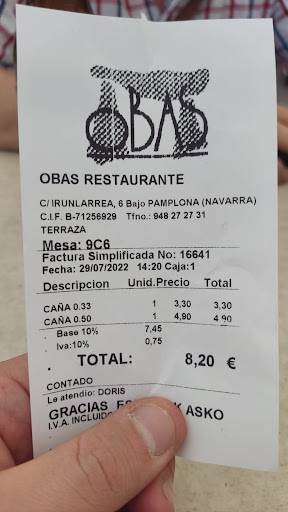 OBAS
OBAS RESTAURANTE
C/ IRUNLARREA, 6 Bajo PAMPLONA (NAVARRA)
C.I.F. B-71256929 Tfno.: 948 27 27 31
TERRAZA
Mesa: 9C6
Factura Simplificada No: 16641
Fecha: 29/07/2022 14:20 Caja:1
Descripcion Unid. Precio Total
CAÑA 0.33 1 3,30 3,30
CAÑA 0.50 1 4,90 4,90
Base 10% 7,45
Iva:10% 0,75
TOTAL: 8,20 €
CONTADO
Le atendio: DORIS
GRACIAS ASKO
I.V.A. INCLUIDO